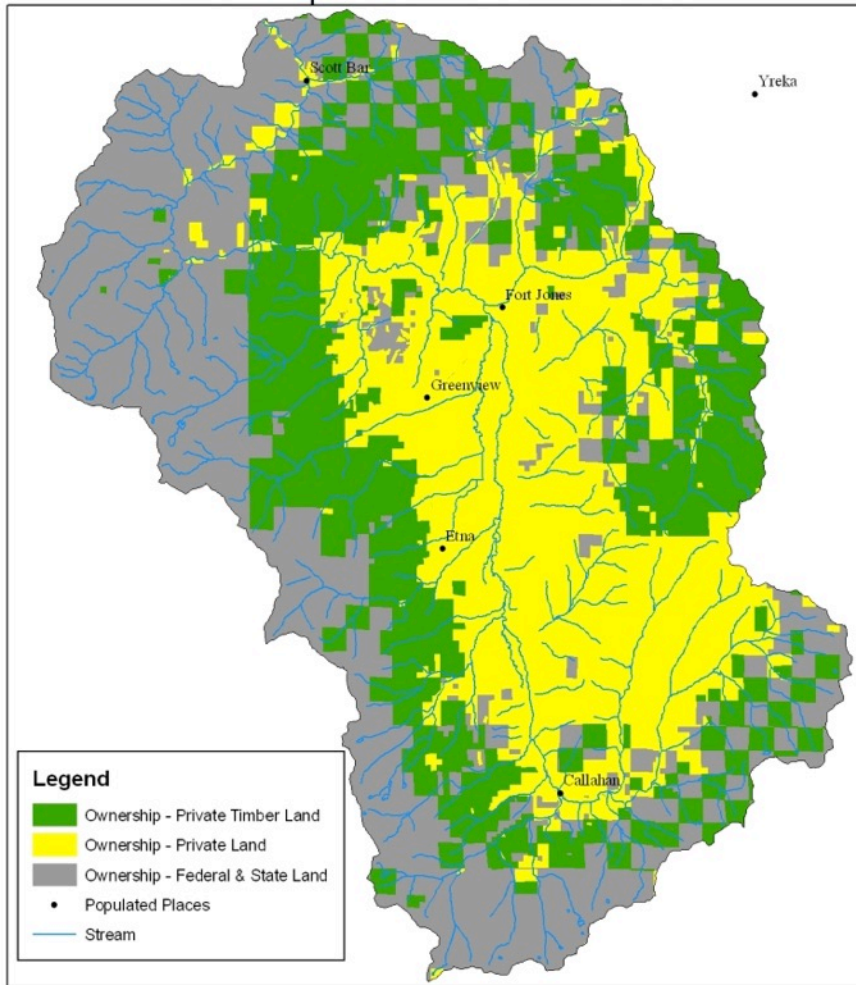 Scott Bar
Yreka
Fort Jones
Greenview
Etna
Callahan
Legend
Ownership - Private Timber Land
Ownership - Private Land
Ownership - Federal & State Land
Populated Places
Stream